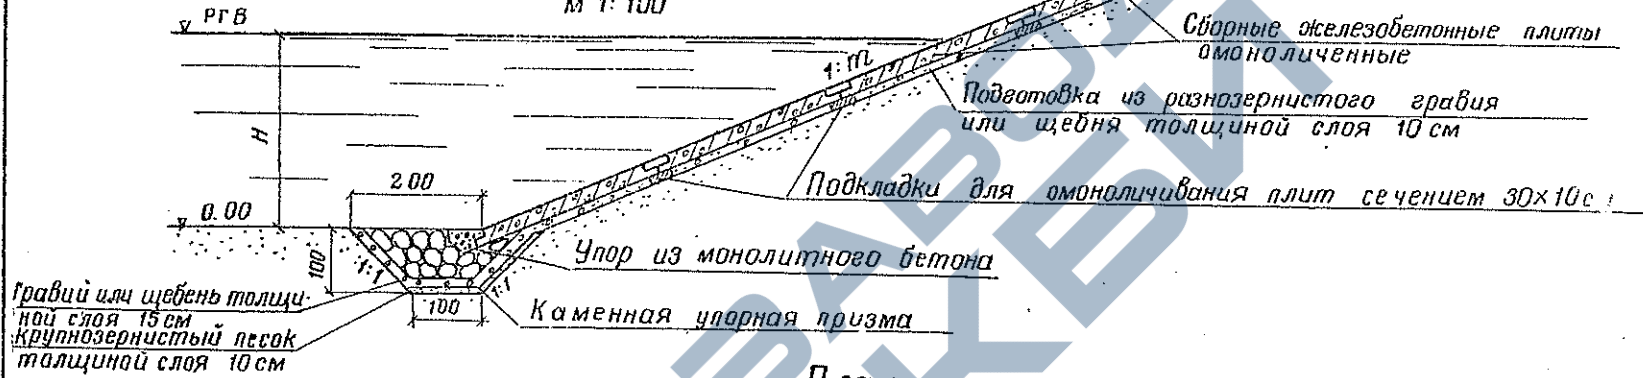 М 1:100
РГВ
Сборные железобетонные плиты
омоноличенные
1:m
Подготовка из разнозернистого гравия
или щебня толщиной слоя 10 см
H
200
Подкладки для омоноличивания плит сечением 30×10 с
0.00
Упор из монолитного бетона
100
1:1
1:1
Гравий или щебень толщи-
ной слоя 15 см
100
Каменная упорная призма
крупнозернистый песок
толщиной слоя 10 см
ЗАВОД
ЖБИ